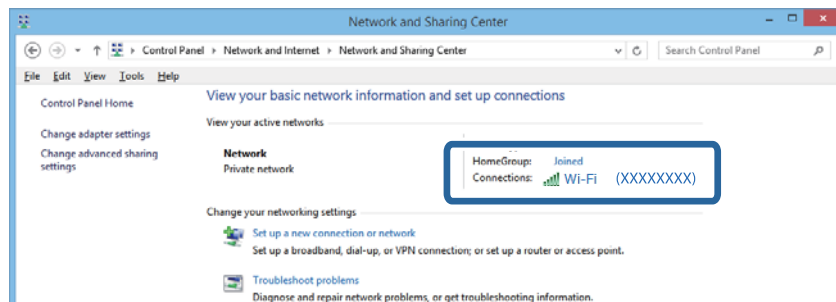 Network and Sharing Center
Control Panel Network and Internet Network and Sharing Center Search Control Panel
File Edit View Tools Help
Control Panel Home
Change adapter settings
Change advanced sharing
settings
View your basic network information and set up connections
View your active networks
Network
Private network
HomeGroup: Joined
Connections: Wi-Fi (XXXXXXXX)
Change your networking settings
Set up a new connection or network
Set up a broadband, dial-up, or VPN connection; or set up a router or access point.
Troubleshoot problems
Diagnose and repair network problems, or get troubleshooting information.